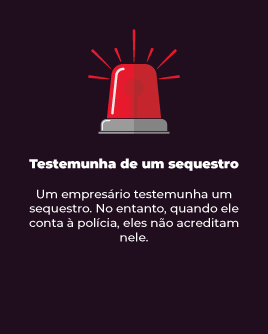 Testemunha de um sequestro
Um empresário testemunha um
sequestro. No entanto, quando ele
conta à polícia, eles não acreditam
nele.